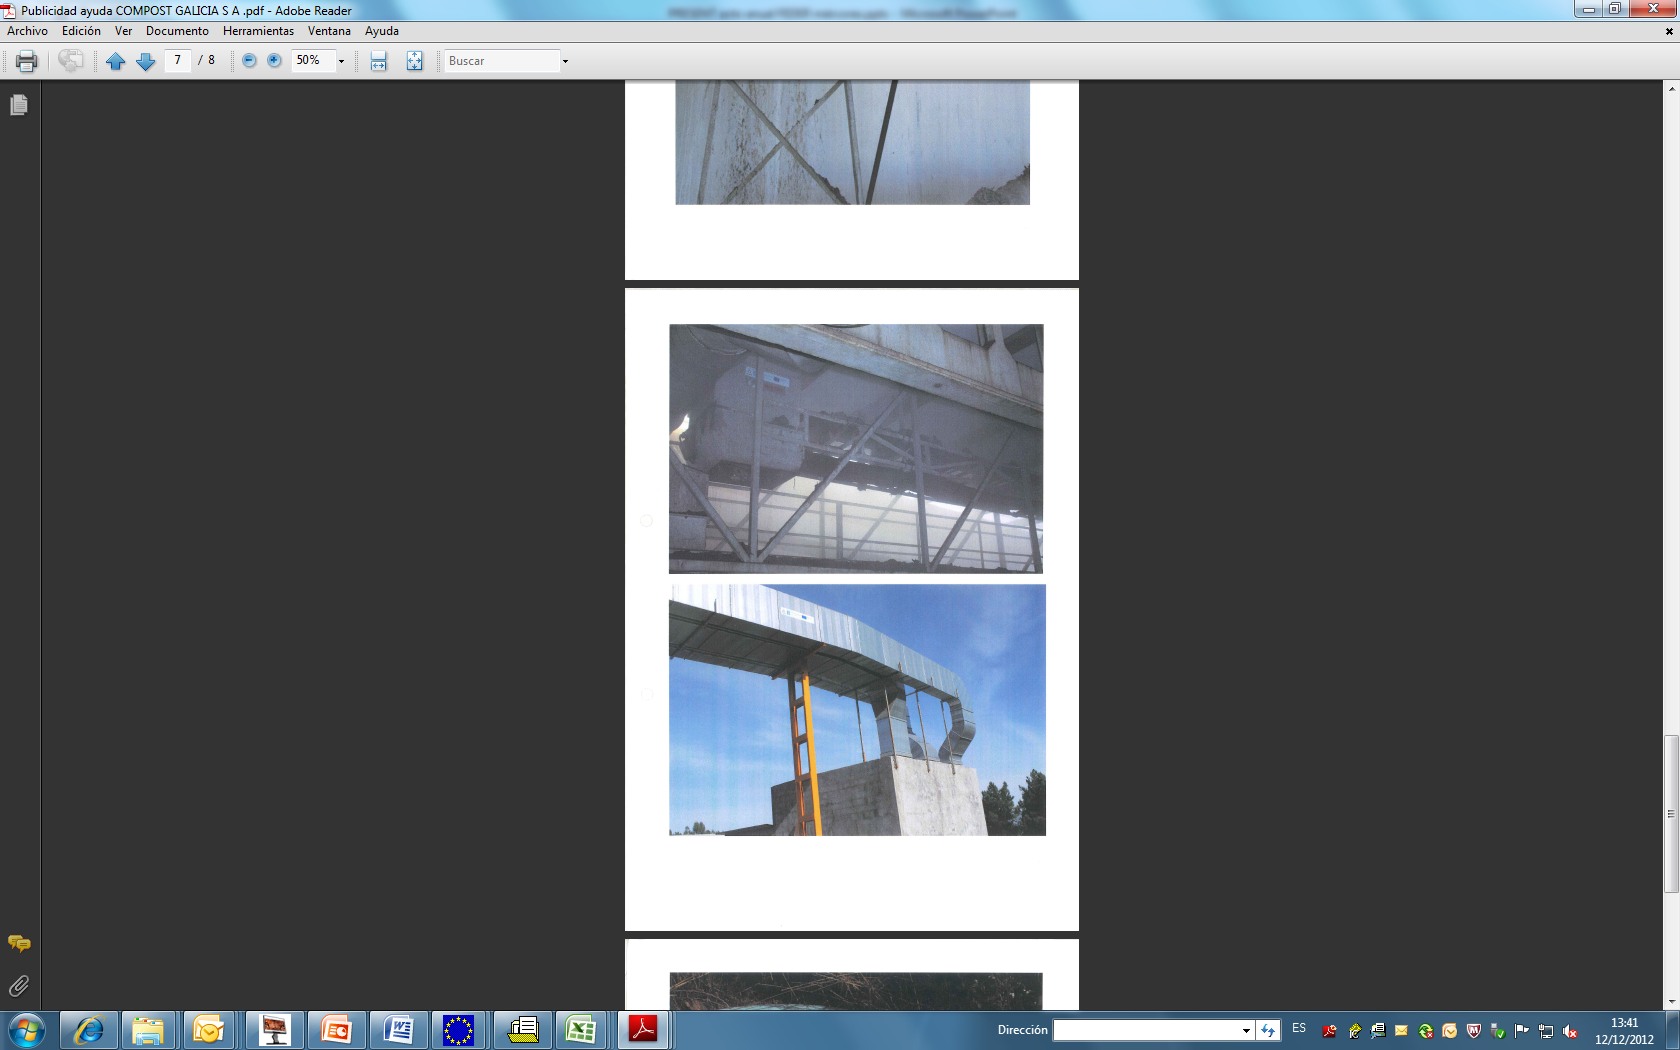 Publicidad ayuda COMPOST GALICIA S A .pdf - Adobe Reader
Archivo Edición Ver Documento Herramientas Ventana Ayuda
7 / 8 50% Buscar
Dirección ES 13:41
12/12/2012